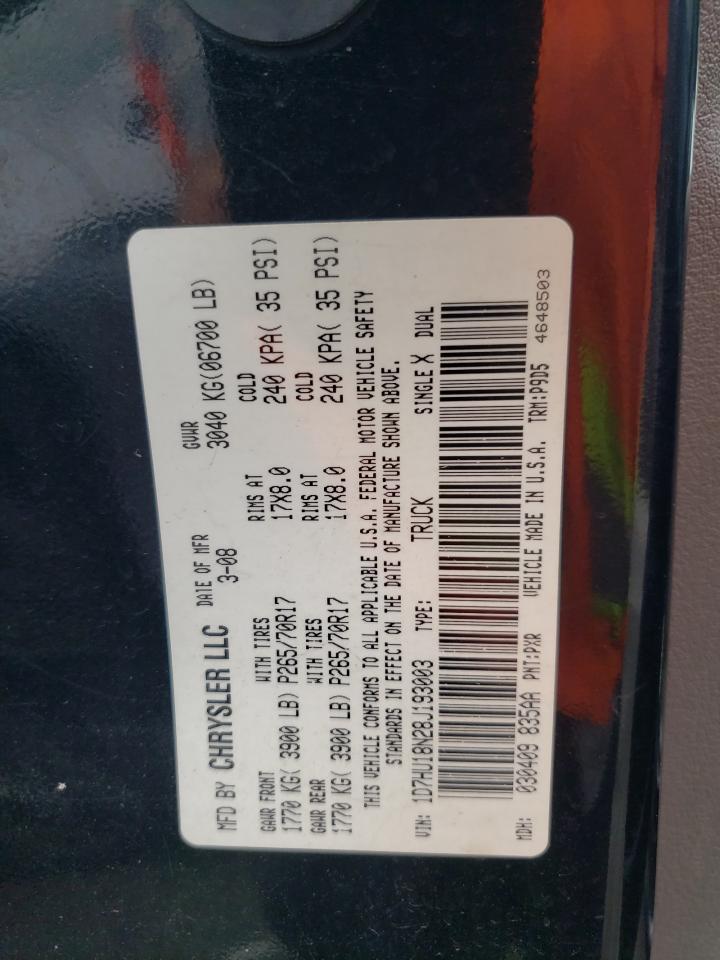 MFD BY CHRYSLER LLC DATE OF MFR GVWR
3-08 3040 KG(06700 LB)
GAWR FRONT WITH TIRES RIMS AT COLD
1770 KG( 3900 LB) P265/70R17 17X8.0 240 KPA( 35 PSI)
GAWR REAR WITH TIRES RIMS AT COLD
1770 KG( 3900 LB) P265/70R17 17X8.0 240 KPA( 35 PSI)
THIS VEHICLE CONFORMS TO ALL APPLICABLE U.S.A. FEDERAL MOTOR VEHICLE SAFETY
STANDARDS IN EFFECT ON THE DATE OF MANUFACTURE SHOWN ABOVE.
VIN: 1D7HU18N28J193003 TYPE: TRUCK SINGLE X DUAL
MDH: 030409 835AA PNT:PXR VEHICLE MADE IN U.S.A. TRM:P9D5
4648503